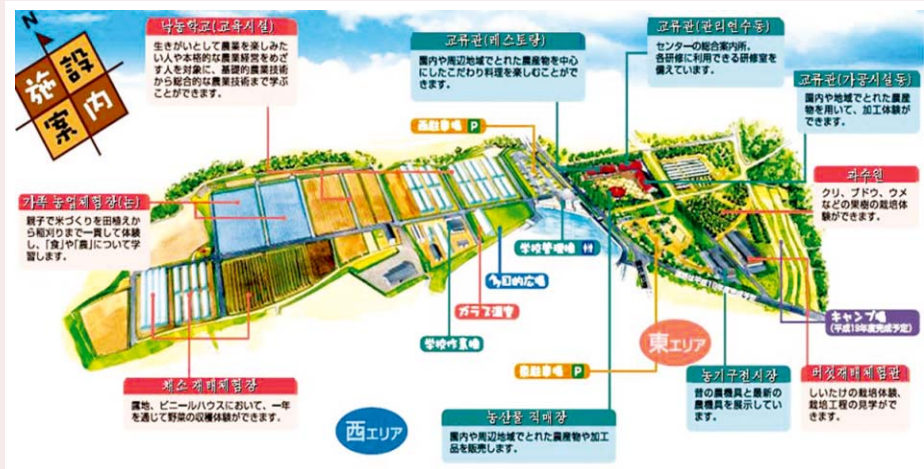 N
施設
案内
낙농학교(교육시설)
生きがいとして農業を楽しみた
い人や本格的な農業経営をめざ
す人を対象に、基礎的農業技術
から総合的な農業技術まで学ぶ
ことができます。
교류관(레스토랑)
園内や周辺地域でとれた農産物を中心
にしたこだわり料理を楽しむことがで
きます。
교류관(관리연수동)
センターの総合案内所、
各研修に利用できる研修室を
備えています。
교류관(가공시설동)
園内や地域でとれた農産
物を用いて、加工体験が
できます。
西駐車場 P
과수원
クリ、ブドウ、ウメ
などの果樹の栽培体
験ができます。
가족 농업체험장(논)
親子で米づくりを田植えか
ら稲刈りまで一貫して体験
し、「食」や「農」について学
習します。
学校管理棟
多目的広場
ガラス温室
学校作業棟
キャンプ場
(平成19年度完成予定)
東エリア
東駐車場 P
채소 재배체험장
露地、ビニールハウスにおいて、一年
を通じて野菜の収穫体験ができます。
西エリア
농산물 직매장
園内や周辺地域でとれた農産物や加工
品を販売します。
농기구전시장
昔の農機具と最新の
農機具を展示していま
す。
버섯재배체험관
しいたけの栽培体験、
栽培工程の見学がで
きます。